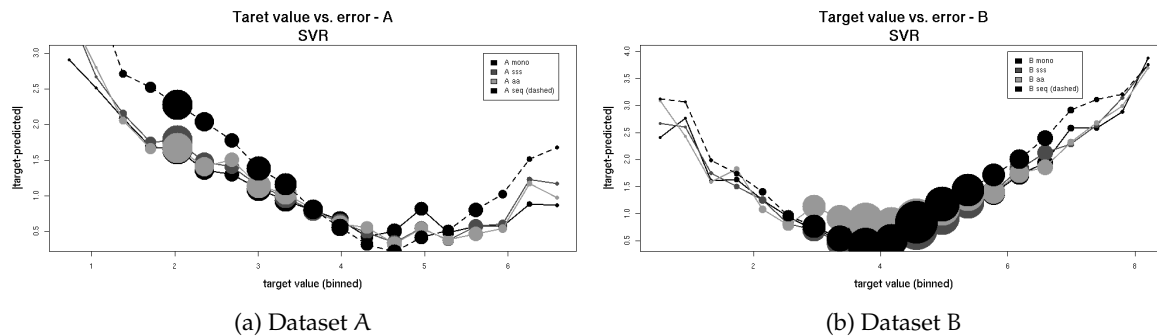 Taret value vs. error - A
SVR
|target-predicted|
3.0
2.5
2.0
1.5
1.0
0.5
A mono
A sss
A aa
A seq (dashed)
1 2 3 4 5 6
target value (binned)
(a) Dataset A
Target value vs. error - B
SVR
|target-predicted|
4.0
3.5
3.0
2.5
2.0
1.5
1.0
0.5
B mono
B sss
B aa
B seq (dashed)
2 4 6 8
target value (binned)
(b) Dataset B